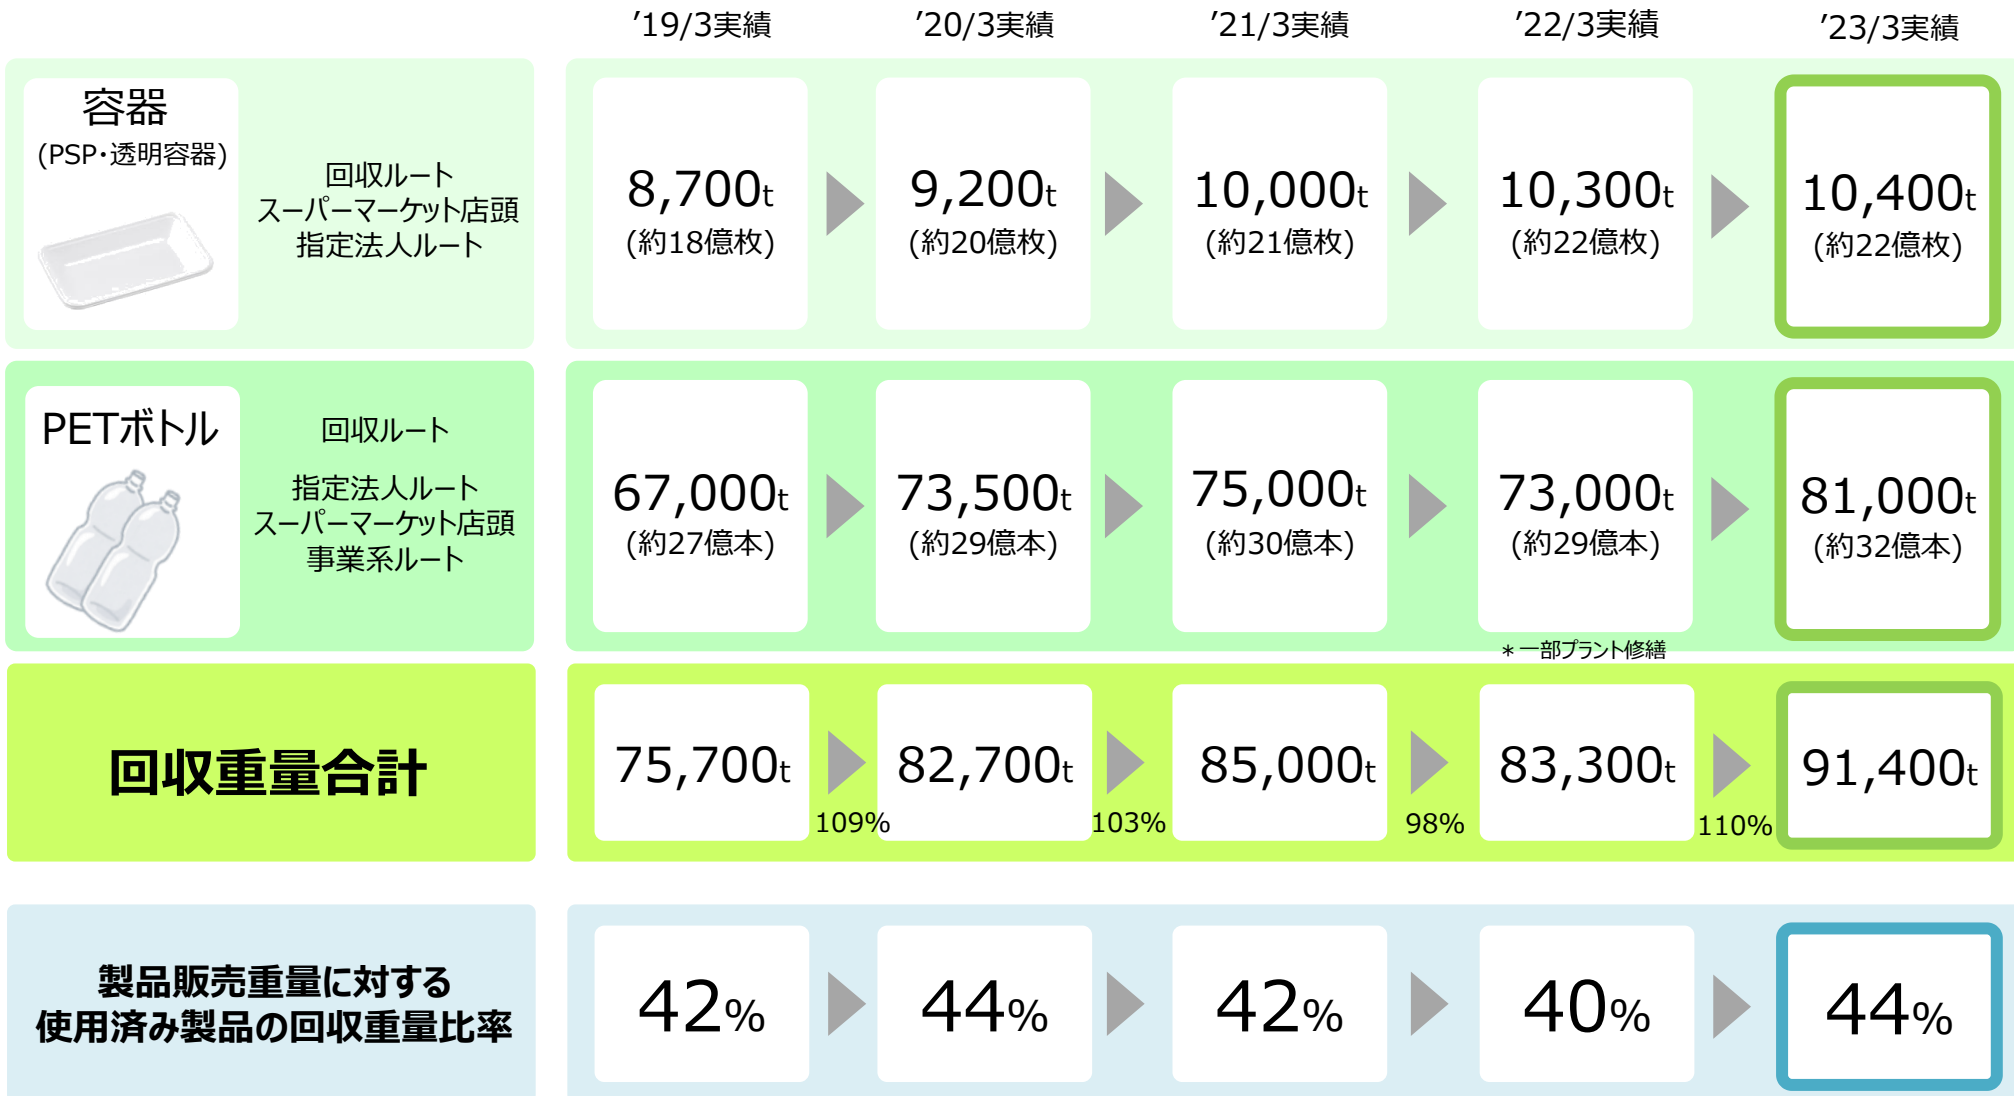 '19/3実績
'20/3実績
'21/3実績
'22/3実績
'23/3実績
容器
(PSP・透明容器)
回収ルート
スーパーマーケット店頭
指定法人ルート
8,700t
(約18億枚)
9,200t
(約20億枚)
10,000t
(約21億枚)
10,300t
(約22億枚)
10,400t
(約22億枚)
PETボトル
回収ルート
指定法人ルート
スーパーマーケット店頭
事業系ルート
67,000t
(約27億本)
73,500t
(約29億本)
75,000t
(約30億本)
73,000t
(約29億本)
81,000t
(約32億本)
＊一部プラント修繕
回収重量合計
75,700t
109%
82,700t
103%
85,000t
98%
83,300t
110%
91,400t
製品販売重量に対する
使用済み製品の回収重量比率
42%
44%
42%
40%
44%